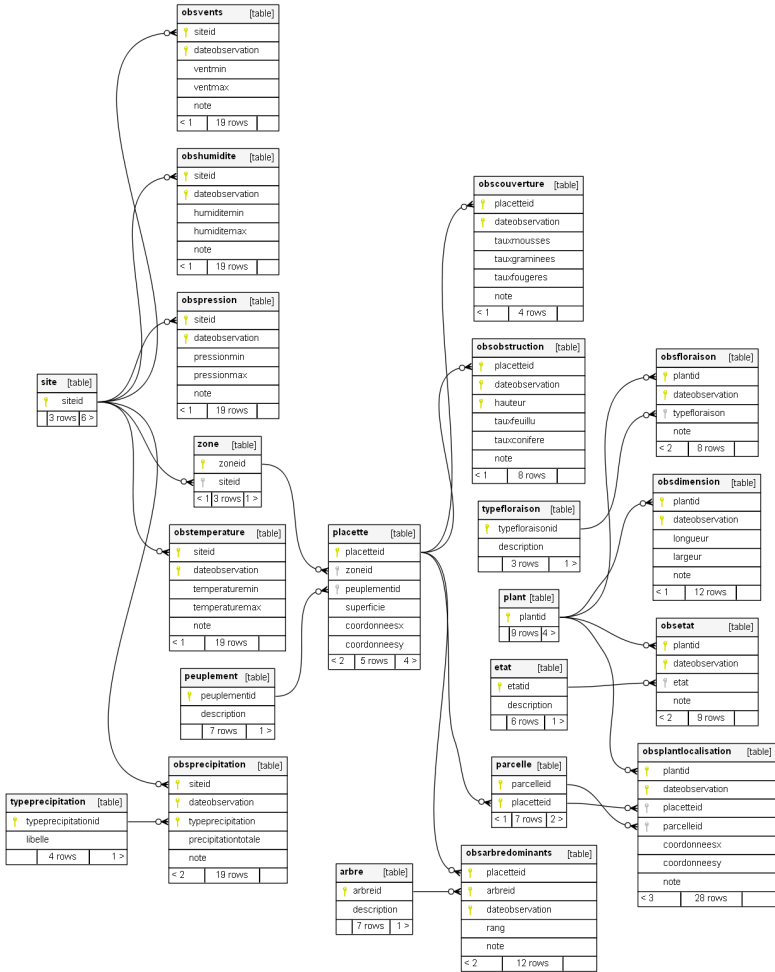 obsvents [table]
siteid
dateobservation
ventmin
ventmax
note
< 1 19 rows
obshumidite [table]
siteid
dateobservation
humiditemin
humiditemax
note
< 1 19 rows
obspression [table]
siteid
dateobservation
pressionmin
pressionmax
note
< 1 19 rows
site [table]
siteid
3 rows 6 >
zone [table]
zoneid
siteid
< 1 3 rows 1 >
obstemperature [table]
siteid
dateobservation
temperaturemin
temperaturemax
note
< 1 19 rows
peuplement [table]
peuplementid
description
7 rows 1 >
obsprecipitation [table]
siteid
dateobservation
typeprecipitation
precipitationtotale
note
< 2 19 rows
typeprecipitation [table]
typeprecipitationid
libelle
4 rows 1 >
placette [table]
placetteid
zoneid
peuplementid
superficie
coordonneesx
coordonneesy
< 2 5 rows 4 >
arbre [table]
arbreid
description
7 rows 1 >
obscouverture [table]
placetteid
dateobservation
tauxmousses
tauxgraminees
tauxfougeres
note
< 1 4 rows
obsobstruction [table]
placetteid
dateobservation
hauteur
tauxfeuillu
tauxconifere
note
< 1 8 rows
typefloraison [table]
typefloraisonid
description
3 rows 1 >
plant [table]
plantid
9 rows 4 >
etat [table]
etatid
description
6 rows 1 >
parcelle [table]
parcelleid
placetteid
< 1 7 rows 2 >
obsarbredominants [table]
placetteid
arbreid
dateobservation
rang
note
< 2 12 rows
obsfloraison [table]
plantid
dateobservation
typefloraison
note
< 2 8 rows
obsdimension [table]
plantid
dateobservation
longueur
largeur
note
< 1 12 rows
obsetat [table]
plantid
dateobservation
etat
note
< 2 9 rows
obsplantlocalisation [table]
plantid
dateobservation
placetteid
parcelleid
coordonneesx
coordonneesy
note
< 3 28 rows